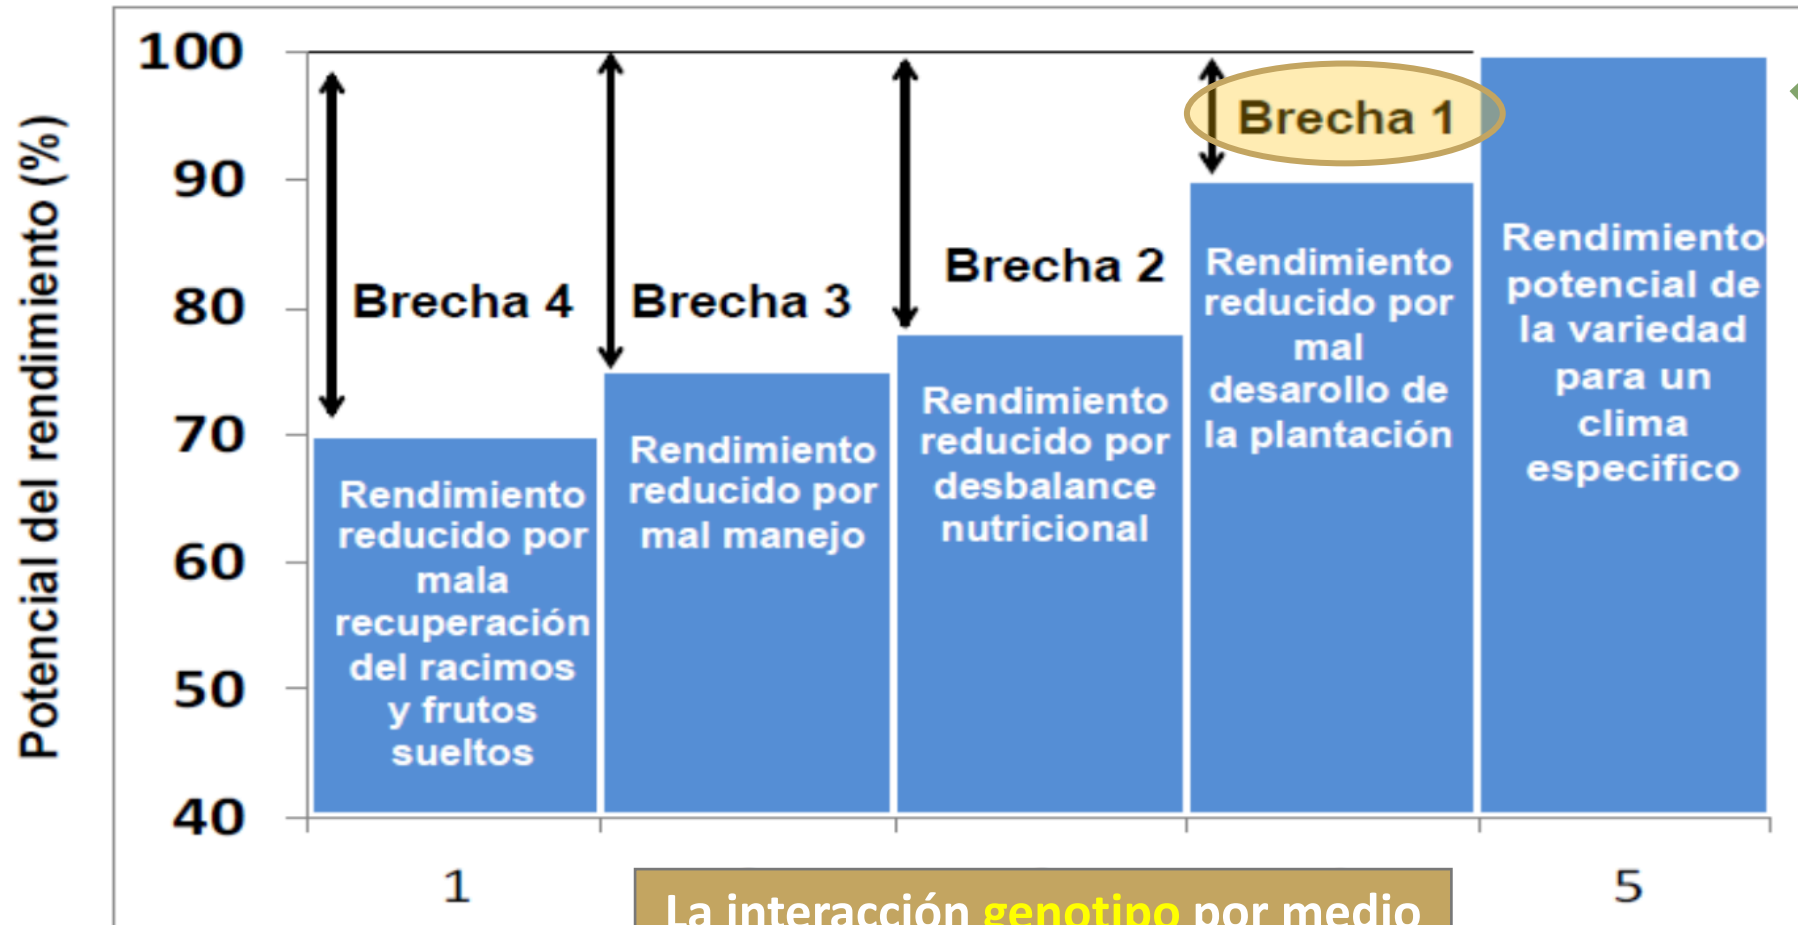 Potencial del rendimiento (%)
100
90
80
70
60
50
40
Brecha 4
Brecha 3
Brecha 2
Brecha 1
Rendimiento
reducido por
mala
recuperación
del racimos
y frutos
sueltos
Rendimiento
reducido por
mal manejo
Rendimiento
reducido por
desbalance
nutricional
Rendimiento
reducido por
mal
desarollo de
la plantación
Rendimiento
potencial de
la variedad
para un
clima
especifico
1
5
La interacción genotipo por medio